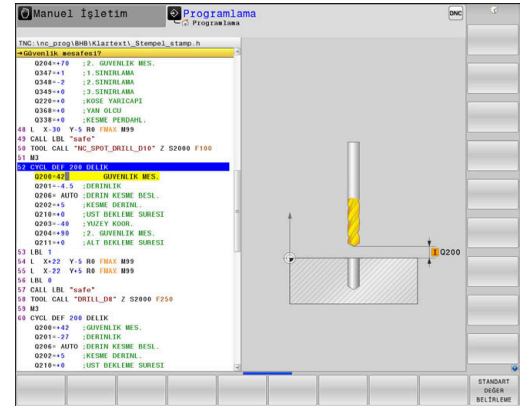 Manuel İşletim
Programlama
Programlama
DNC
TNC:\nc_prog\BHB\Klartext\_Stempel_stamp.h
→Güvenlik mesafesi?
Q204=+70 ;2. GUVENLIK MES.
Q347=+1 ;1.SINIRLAMA
Q348=-2 ;2.SINIRLAMA
Q349=+0 ;3.SINIRLAMA
Q220=+0 ;KOSE YARICAPI
Q368=+0 ;YAN OLCU
Q338=+0 ;KESME PERDAHL.
48 L X-30 Y-5 R0 FMAX M99
49 CALL LBL "safe"
50 TOOL CALL "NC_SPOT_DRILL_D10" Z S2000 F100
51 M3
52 CYCL DEF 200 DELIK
Q200=42 GUVENLIK MES.
Q201=-4.5 ;DERINLIK
Q206= AUTO ;DERIN KESME BESL.
Q202=+5 ;KESME DERINL.
Q210=+0 ;UST BEKLEME SURESI
Q203=-40 ;YUZEY KOOR.
Q204=+90 ;2. GUVENLIK MES.
Q211=+0 ;ALT BEKLEME SURESI
53 LBL 1
54 L X+22 Y-5 R0 FMAX M99
55 L X-22 Y+5 R0 FMAX M99
56 LBL 0
57 CALL LBL "safe"
58 TOOL CALL "DRILL_D8" Z S2000 F250
59 M3
60 CYCL DEF 200 DELIK
Q200=+42 ;GUVENLIK MES.
Q201=-27 ;DERINLIK
Q206= AUTO ;DERIN KESME BESL.
Q202=+5 ;KESME DERINL.
Q210=+0 ;UST BEKLEME SURESI
I Q200
STANDART
DEĞER
BELİRLEME